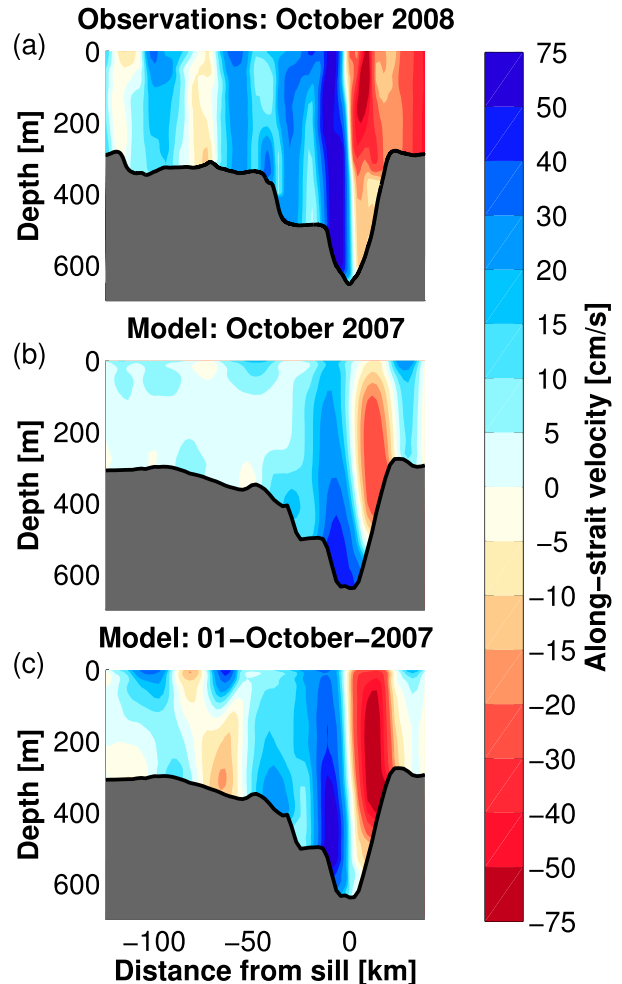 Observations: October 2008
(a)
0
200
400
600
Depth [m]
Model: October 2007
(b)
0
200
400
600
Depth [m]
Model: 01−October−2007
(c)
0
200
400
600
Depth [m]
−100 −50 0
Distance from sill [km]
75
50
40
30
20
15
10
5
0
−5
−10
−15
−20
−30
−50
−75
Along−strait velocity [cm/s]